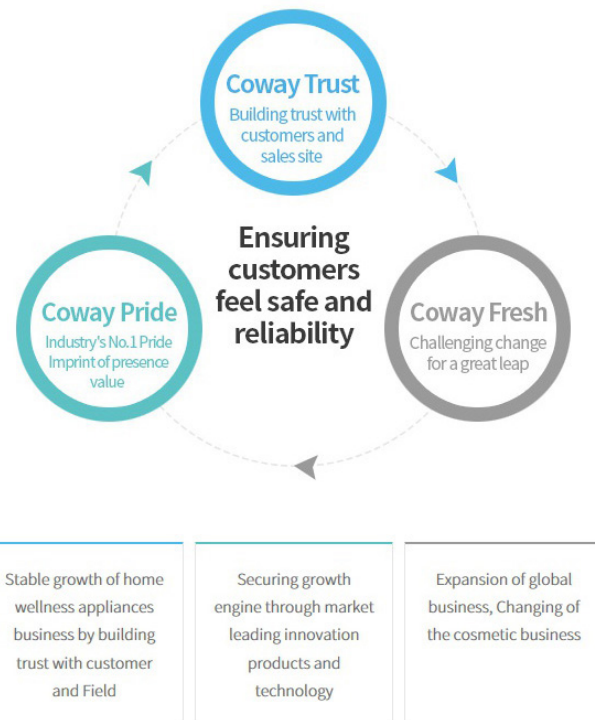 Coway Trust
Building trust with
customers and
sales site
Ensuring
customers
feel safe and
reliability
Coway Pride
Industry's No.1 Pride
Imprint of presence
value
Coway Fresh
Challenging change
for a great leap
Stable growth of home
wellness appliances
business by building
trust with customer
and Field
Securing growth
engine through market
leading innovation
products and
technology
Expansion of global
business, Changing of
the cosmetic business